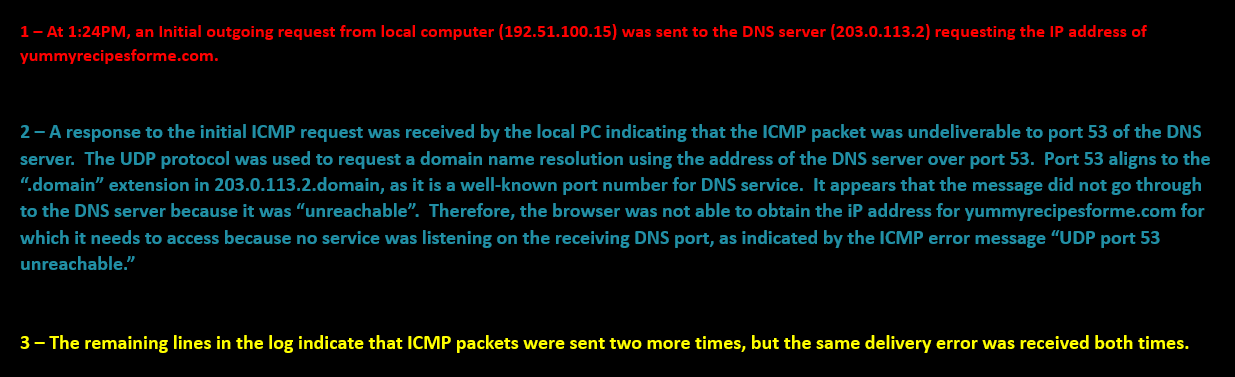 1 – At 1:24PM, an Initial outgoing request from local computer (192.51.100.15) was sent to the DNS server (203.0.113.2) requesting the IP address of
yummyrecipesforme.com.
2 – A response to the initial ICMP request was received by the local PC indicating that the ICMP packet was undeliverable to port 53 of the DNS
server.  The UDP protocol was used to request a domain name resolution using the address of the DNS server over port 53.  Port 53 aligns to the
“.domain” extension in 203.0.113.2.domain, as it is a well-known port number for DNS service.  It appears that the message did not go through
to the DNS server because it was “unreachable”.  Therefore, the browser was not able to obtain the iP address for yummyrecipesforme.com for
which it needs to access because no service was listening on the receiving DNS port, as indicated by the ICMP error message “UDP port 53
unreachable.”
3 – The remaining lines in the log indicate that ICMP packets were sent two more times, but the same delivery error was received both times.